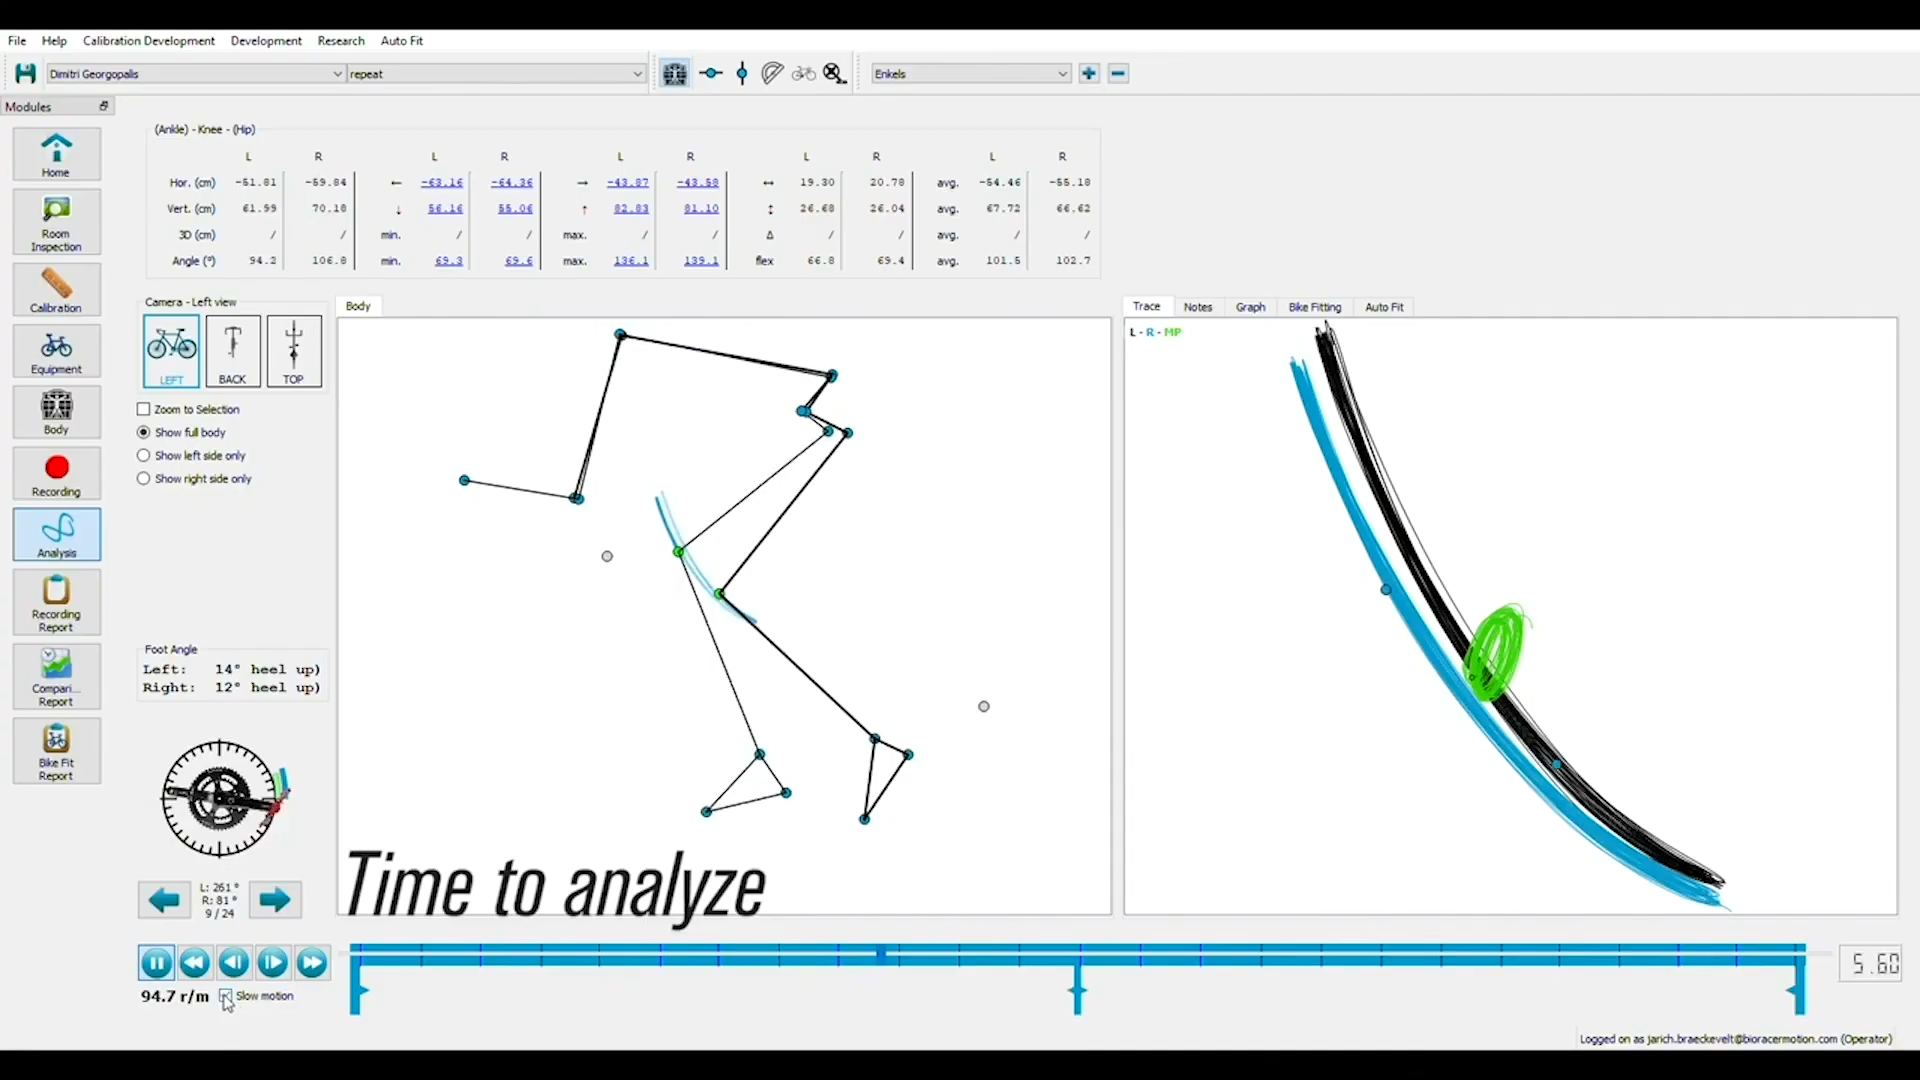 File Help Calibration Development Development Research Auto Fit
Dimitri Georgopalis repeat Enkels
Modules
Home
Room
Inspection
Calibration
Equipment
Body
Recording
Analysis
Recording
Report
Compari...
Report
Bike Fit
Report
(Ankle) - Knee - (Hip)
L R L R L R L R L R
Hor. (cm) -51.81 -59.84 ← -63.16 -64.36 → -43.87 -43.58 ↔ 19.30 20.78 avg. -54.46 -55.18
Vert. (cm) 61.99 70.18 ↓ 56.16 55.06 ↑ 82.83 81.10 ↕ 26.68 26.04 avg. 67.72 66.62
3D (cm) / / min. / / max. / / Δ / / avg. / /
Angle (°) 94.2 106.8 min. 69.3 69.6 max. 136.1 139.1 flex 66.8 69.4 avg. 101.5 102.7
Camera - Left view
LEFT BACK TOP
Zoom to Selection
Show full body
Show left side only
Show right side only
Foot Angle
Left: 14° heel up)
Right: 12° heel up)
L: 261 °
R: 81 °
9 / 24
94.7 r/m Slow motion
Body
Time to analyze
Trace Notes Graph Bike Fitting Auto Fit
L - R - MP
5.60
Logged on as jarich.braeckevelt@bioracermotion.com (Operator)